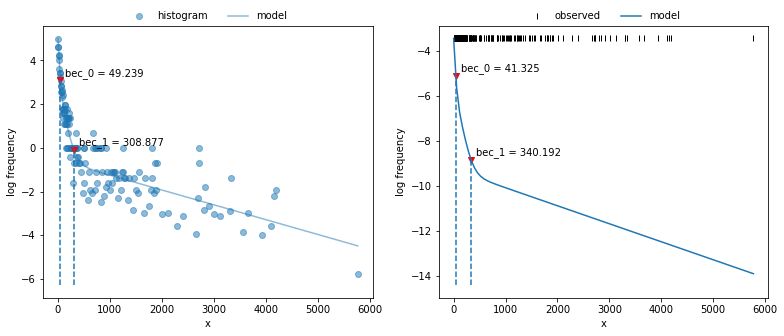 histogram
model
log frequency
4
2
0
−2
−4
−6
bec_0 = 49.239
bec_1 = 308.877
0
1000
2000
3000
4000
5000
6000
x
observed
model
log frequency
−4
−6
−8
−10
−12
−14
bec_0 = 41.325
bec_1 = 340.192
0
1000
2000
3000
4000
5000
6000
x